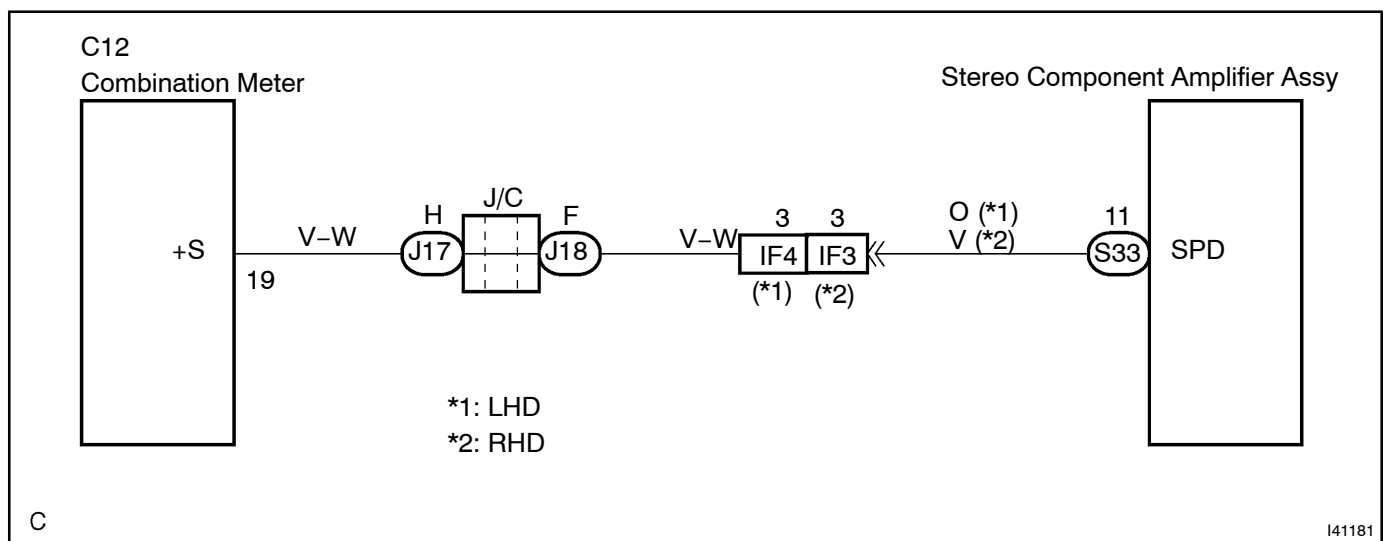 C12
Combination Meter
Stereo Component Amplifier Assy
+S
19
V−W
H
J17
J/C
F
J18
V−W
3 3
IF4 IF3
(*1) (*2)
O (*1)
V (*2)
11
S33
SPD
*1: LHD
*2: RHD
C
I41181